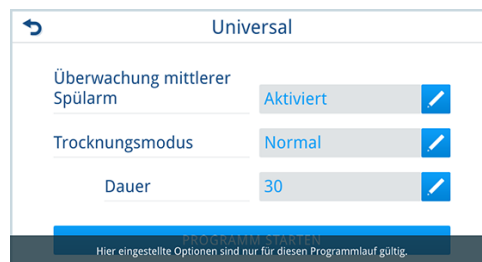 Universal
Überwachung mittlerer
Spülarm
Aktiviert
Trocknungsmodus
Normal
Dauer
30
PROGRAMM STARTEN
Hier eingestellte Optionen sind nur für diesen Programmlauf gültig.